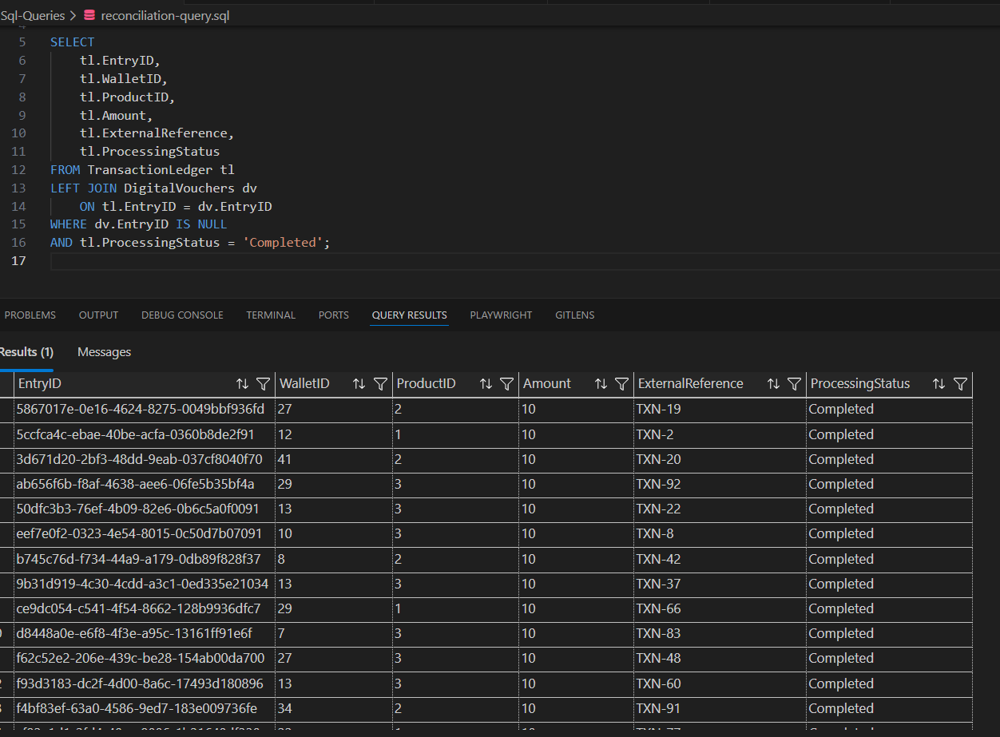 Sql-Queries > reconciliation-query.sql
5 SELECT
6 tl.EntryID,
7 tl.WalletID,
8 tl.ProductID,
9 tl.Amount,
10 tl.ExternalReference,
11 tl.ProcessingStatus
12 FROM TransactionLedger tl
13 LEFT JOIN DigitalVouchers dv
14 ON tl.EntryID = dv.EntryID
15 WHERE dv.EntryID IS NULL
16 AND tl.ProcessingStatus = 'Completed';
17
PROBLEMS OUTPUT DEBUG CONSOLE TERMINAL PORTS QUERY RESULTS PLAYWRIGHT GITLENS
Results (1) Messages
EntryID WalletID ProductID Amount ExternalReference ProcessingStatus
5867017e-0e16-4624-8275-0049bbf936fd 27 2 10 TXN-19 Completed
5ccfca4c-ebae-40be-acfa-0360b8de2f91 12 1 10 TXN-2 Completed
3d671d20-2bf3-48dd-9eab-037cf8040f70 41 2 10 TXN-20 Completed
ab656f6b-f8af-4638-aee6-06fe5b35bf4a 29 3 10 TXN-92 Completed
50dfc3b3-76ef-4b09-82e6-0b6c5a0f0091 13 3 10 TXN-22 Completed
eef7e0f2-0323-4e54-8015-0c50d7b07091 10 3 10 TXN-8 Completed
b745c76d-f734-44a9-a179-0db89f828f37 8 2 10 TXN-42 Completed
9b31d919-4c30-4cdd-a3c1-0ed335e21034 13 3 10 TXN-37 Completed
ce9dc054-c541-4f54-8662-128b9936dfc7 29 1 10 TXN-66 Completed
d8448a0e-e6f8-4f3e-a95c-13161ff91e6f 7 3 10 TXN-83 Completed
f62c52e2-206e-439c-be28-154ab00da700 27 3 10 TXN-48 Completed
f93d3183-dc2f-4d00-8a6c-17493d180896 13 3 10 TXN-60 Completed
f4bf83ef-63a0-4586-9ed7-183e009736fe 34 2 10 TXN-91 Completed